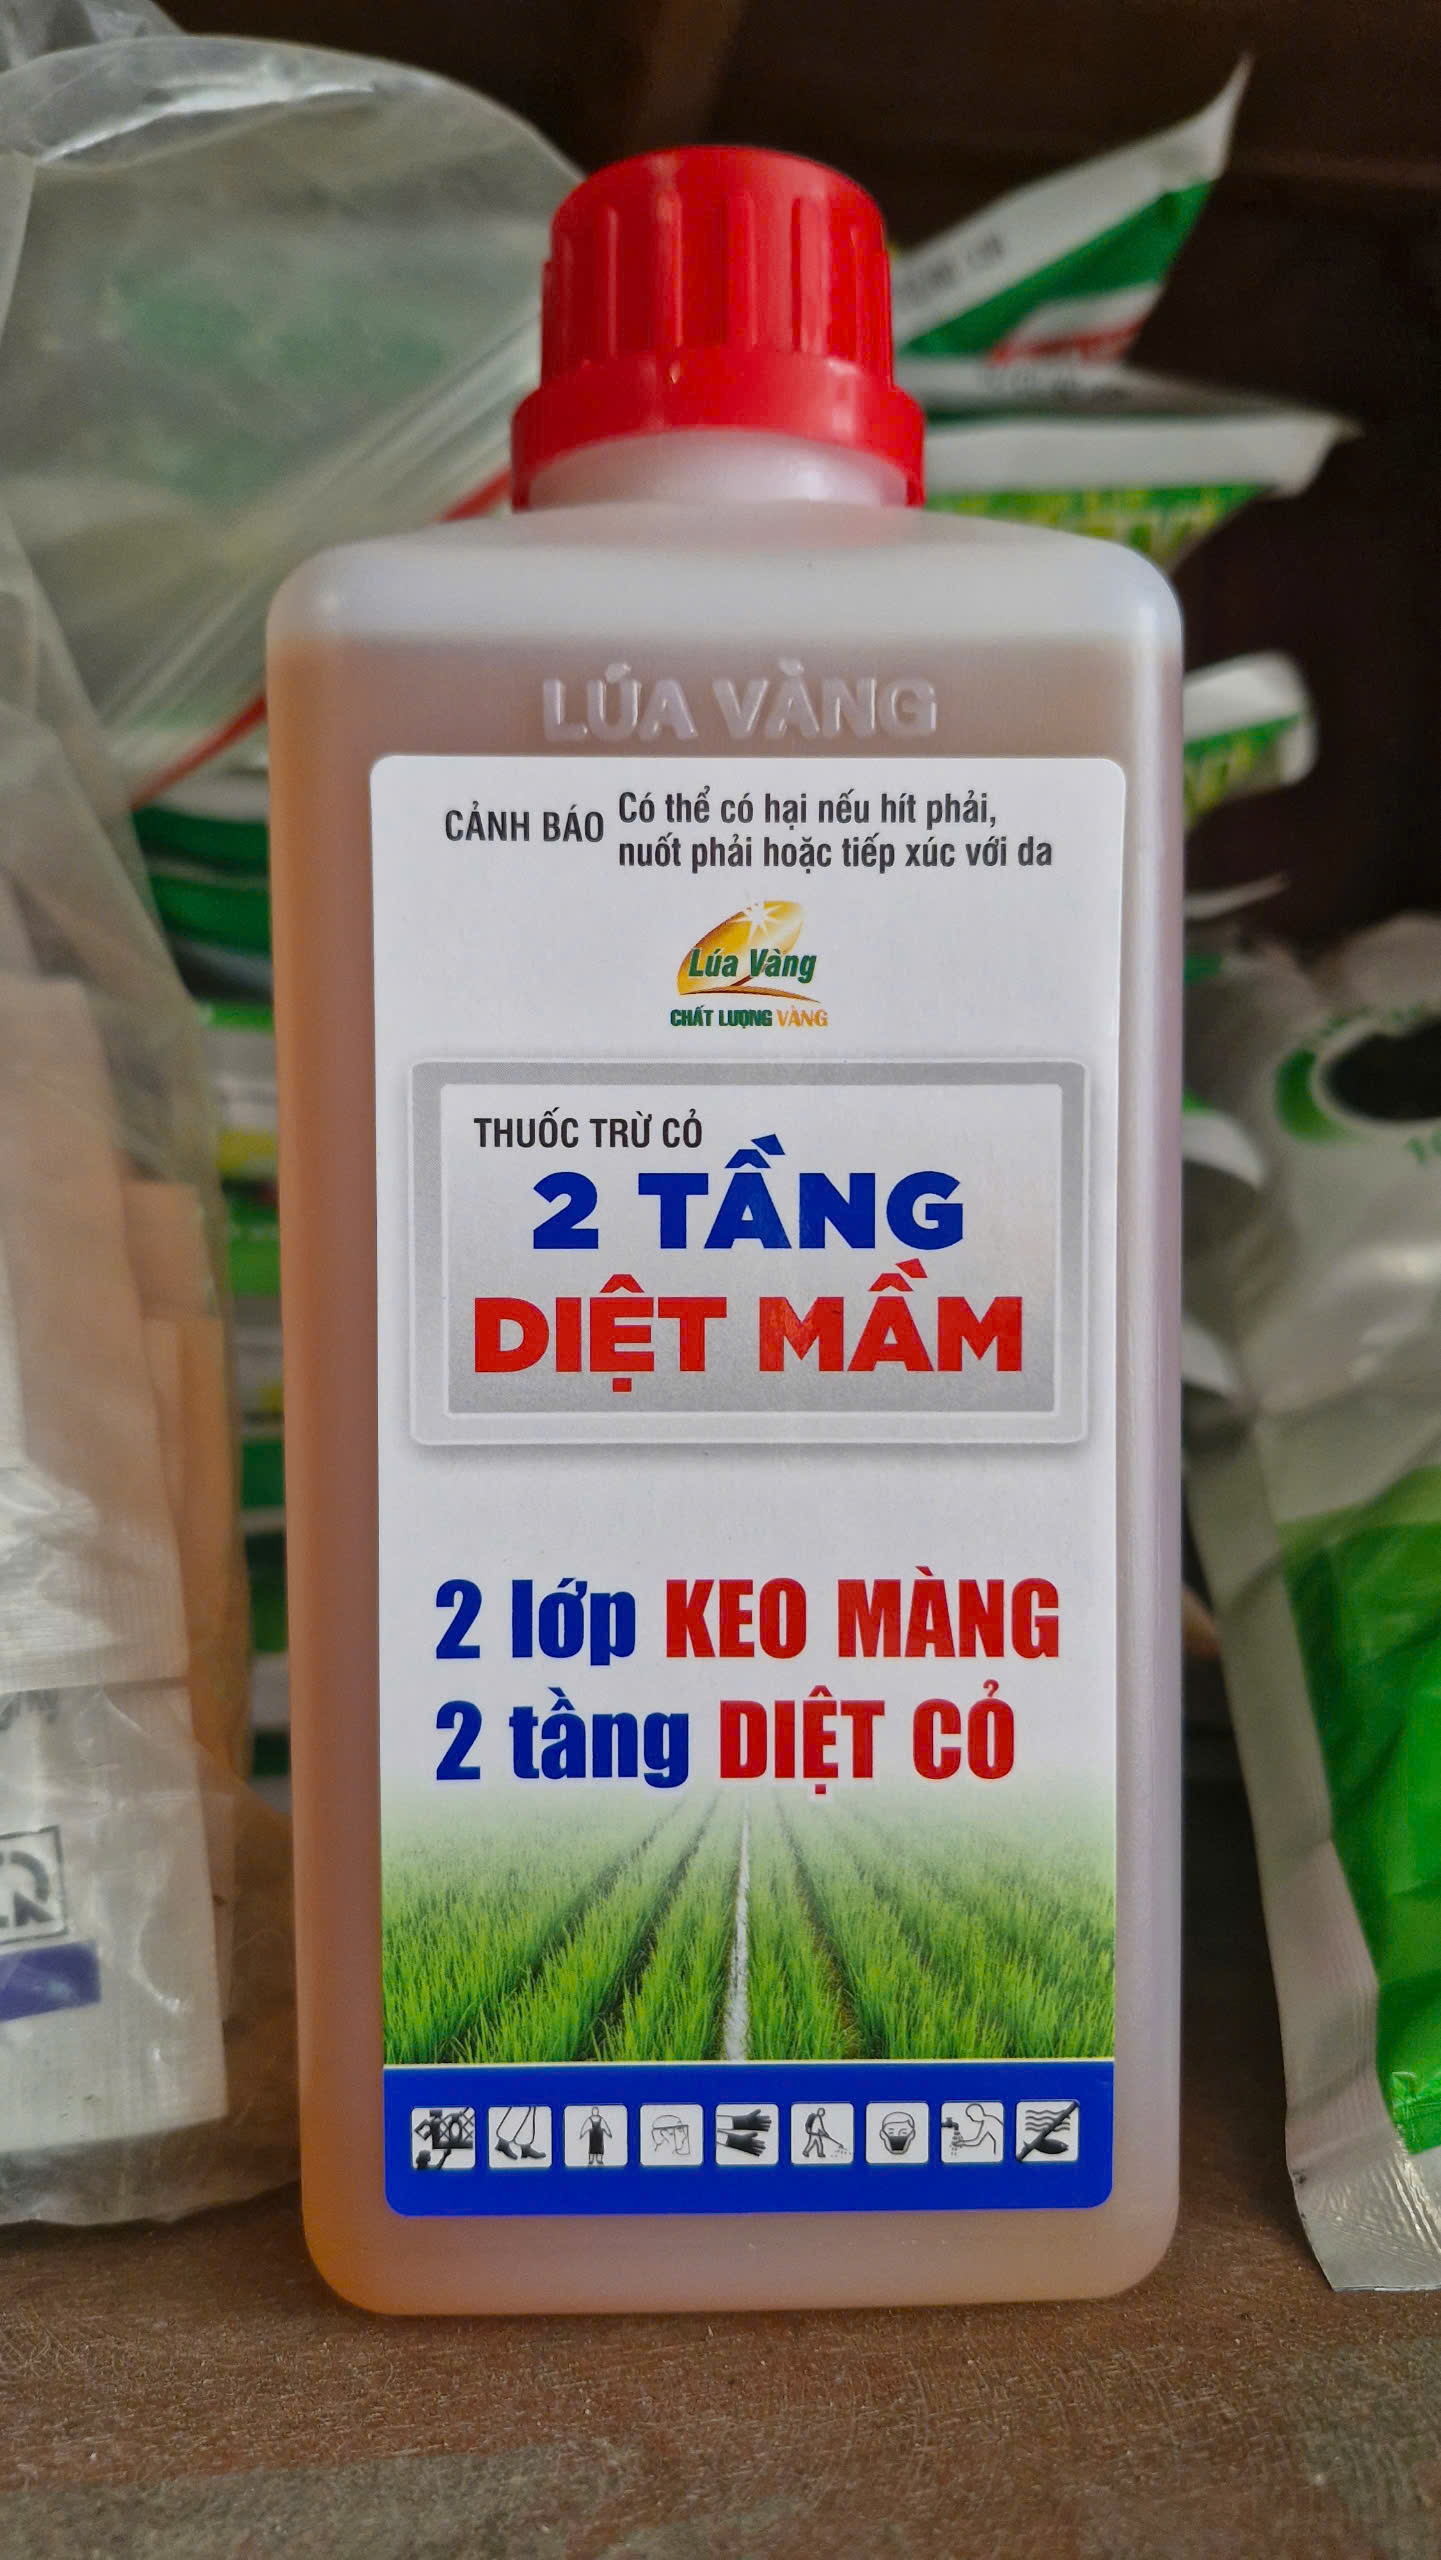 LÚA VÀNG
CẢNH BÁO Có thể có hại nếu hít phải,
nuốt phải hoặc tiếp xúc với da
Lúa Vàng
CHẤT LƯỢNG VÀNG
THUỐC TRỪ CỎ
2 TẦNG
DIỆT MẦM
2 lớp KEO MÀNG
2 tầng DIỆT CỎ